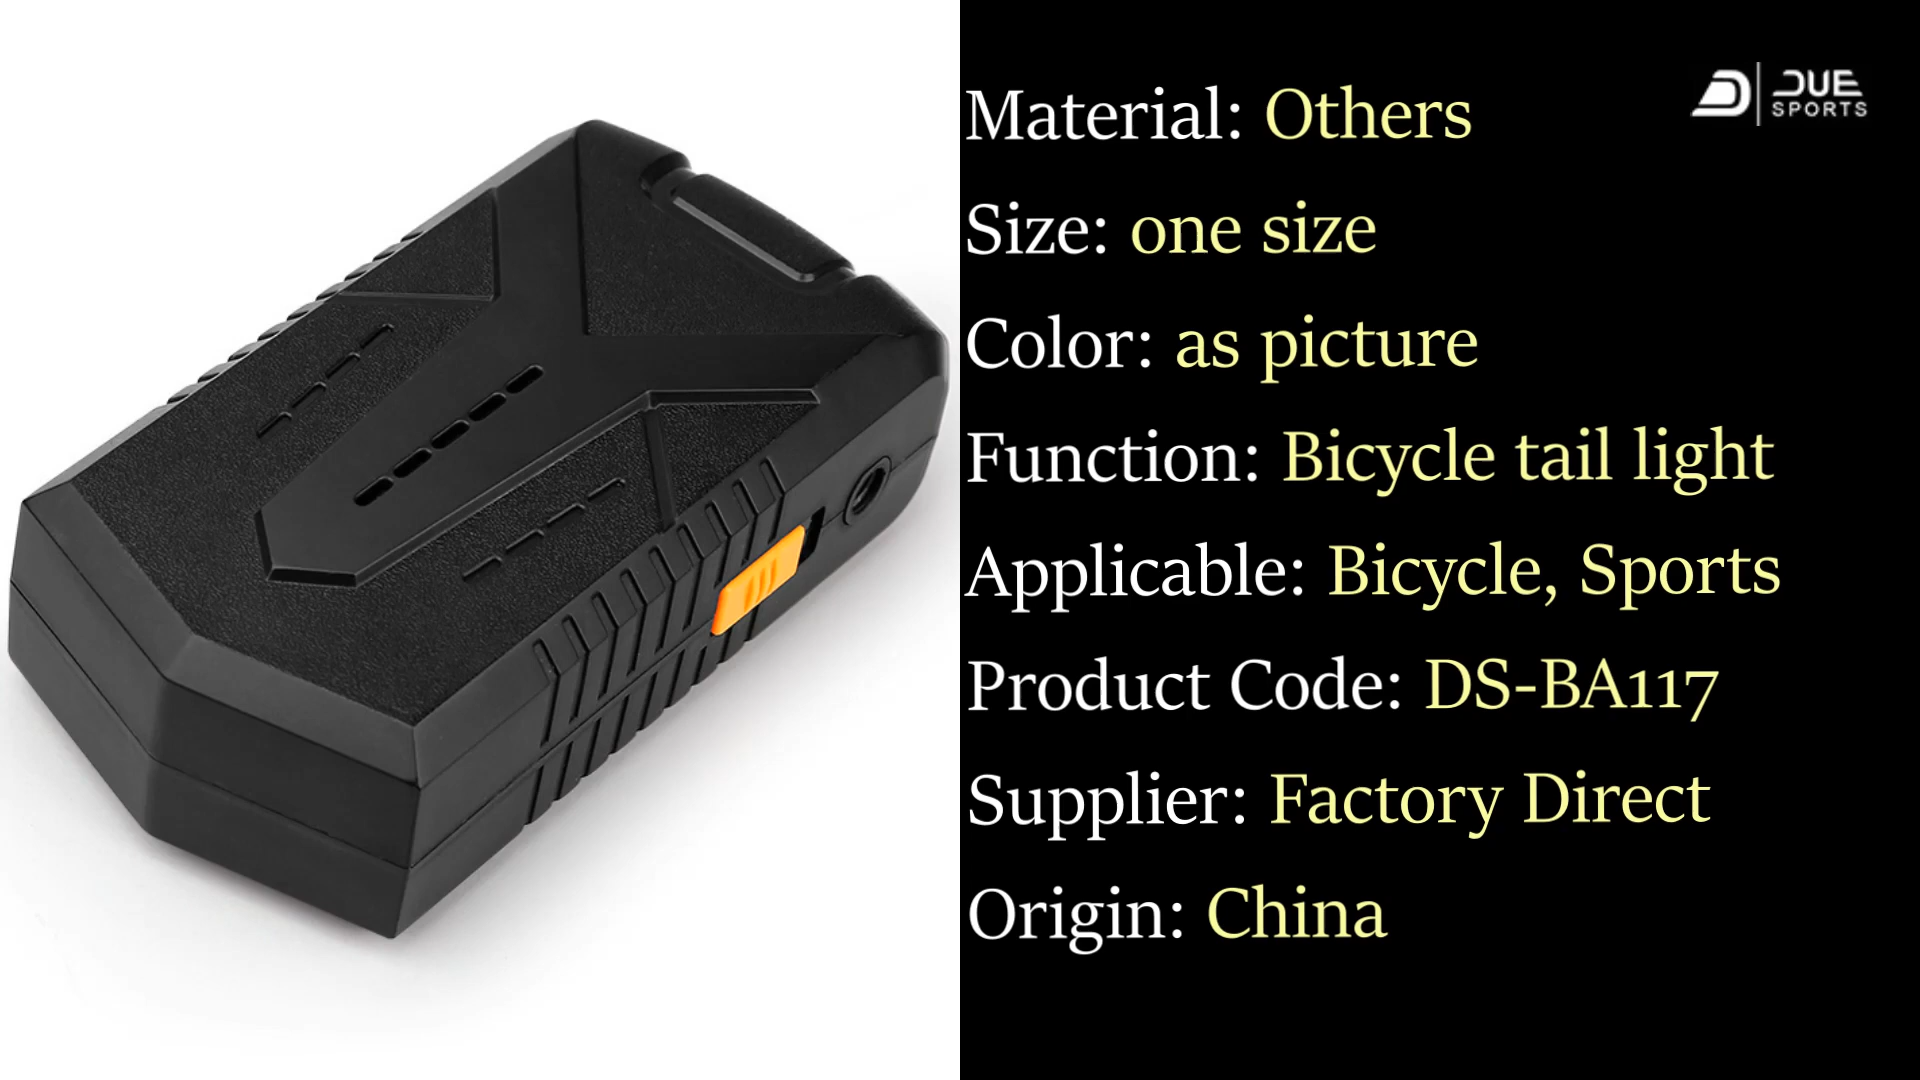 Material: Others
DUE
SPORTS
Size: one size
Color: as picture
Function: Bicycle tail light
Applicable: Bicycle, Sports
Product Code: DS-BA117
Supplier: Factory Direct
Origin: China